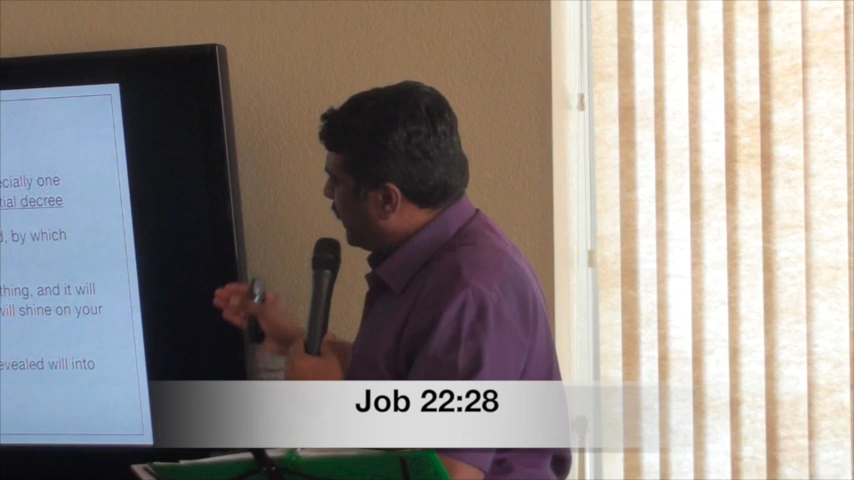 cially one
tial decree
, by which
thing, and it will
will shine on your
evealed will into
Job 22:28